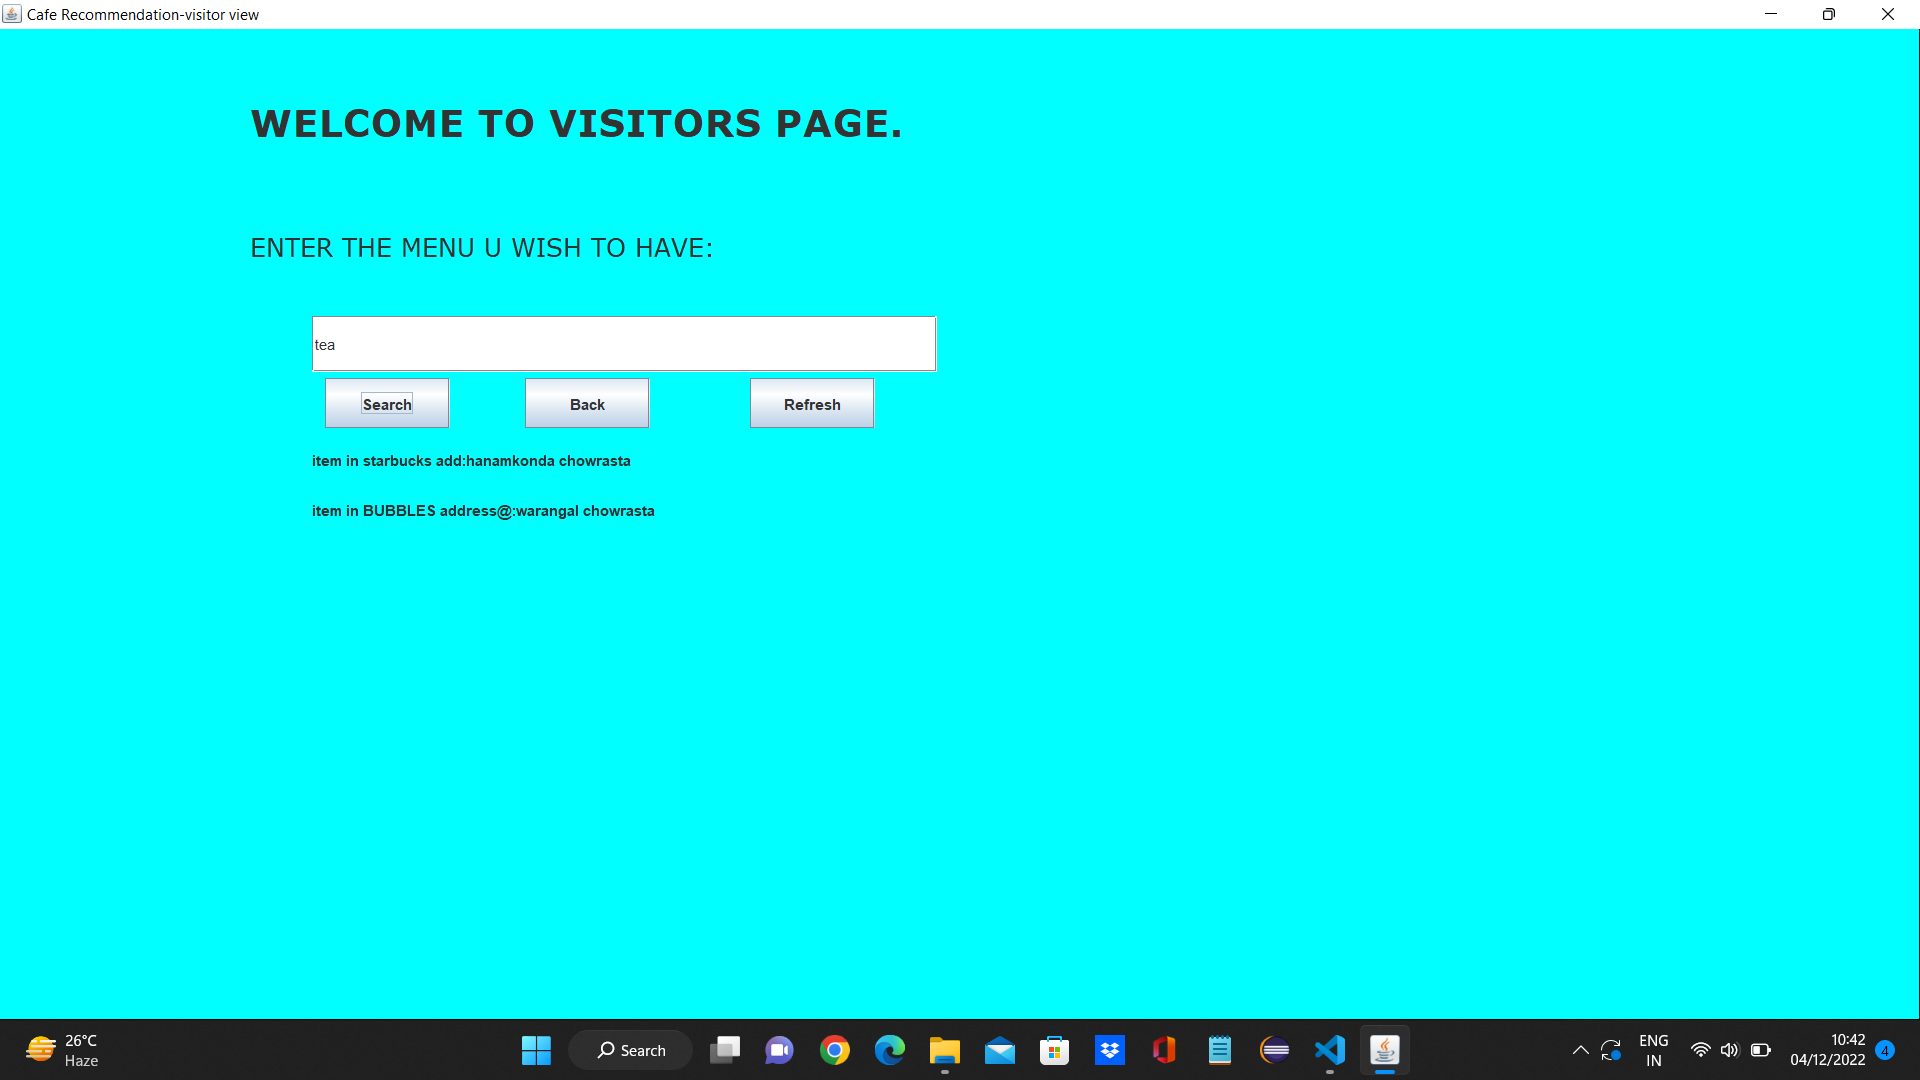 Cafe Recommendation-visitor view
WELCOME TO VISITORS PAGE.
ENTER THE MENU U WISH TO HAVE:
tea
Search Back Refresh
item in starbucks add:hanamkonda chowrasta
item in BUBBLES address@:warangal chowrasta
26°C
Haze
Search
ENG
IN
10:42
04/12/2022
4